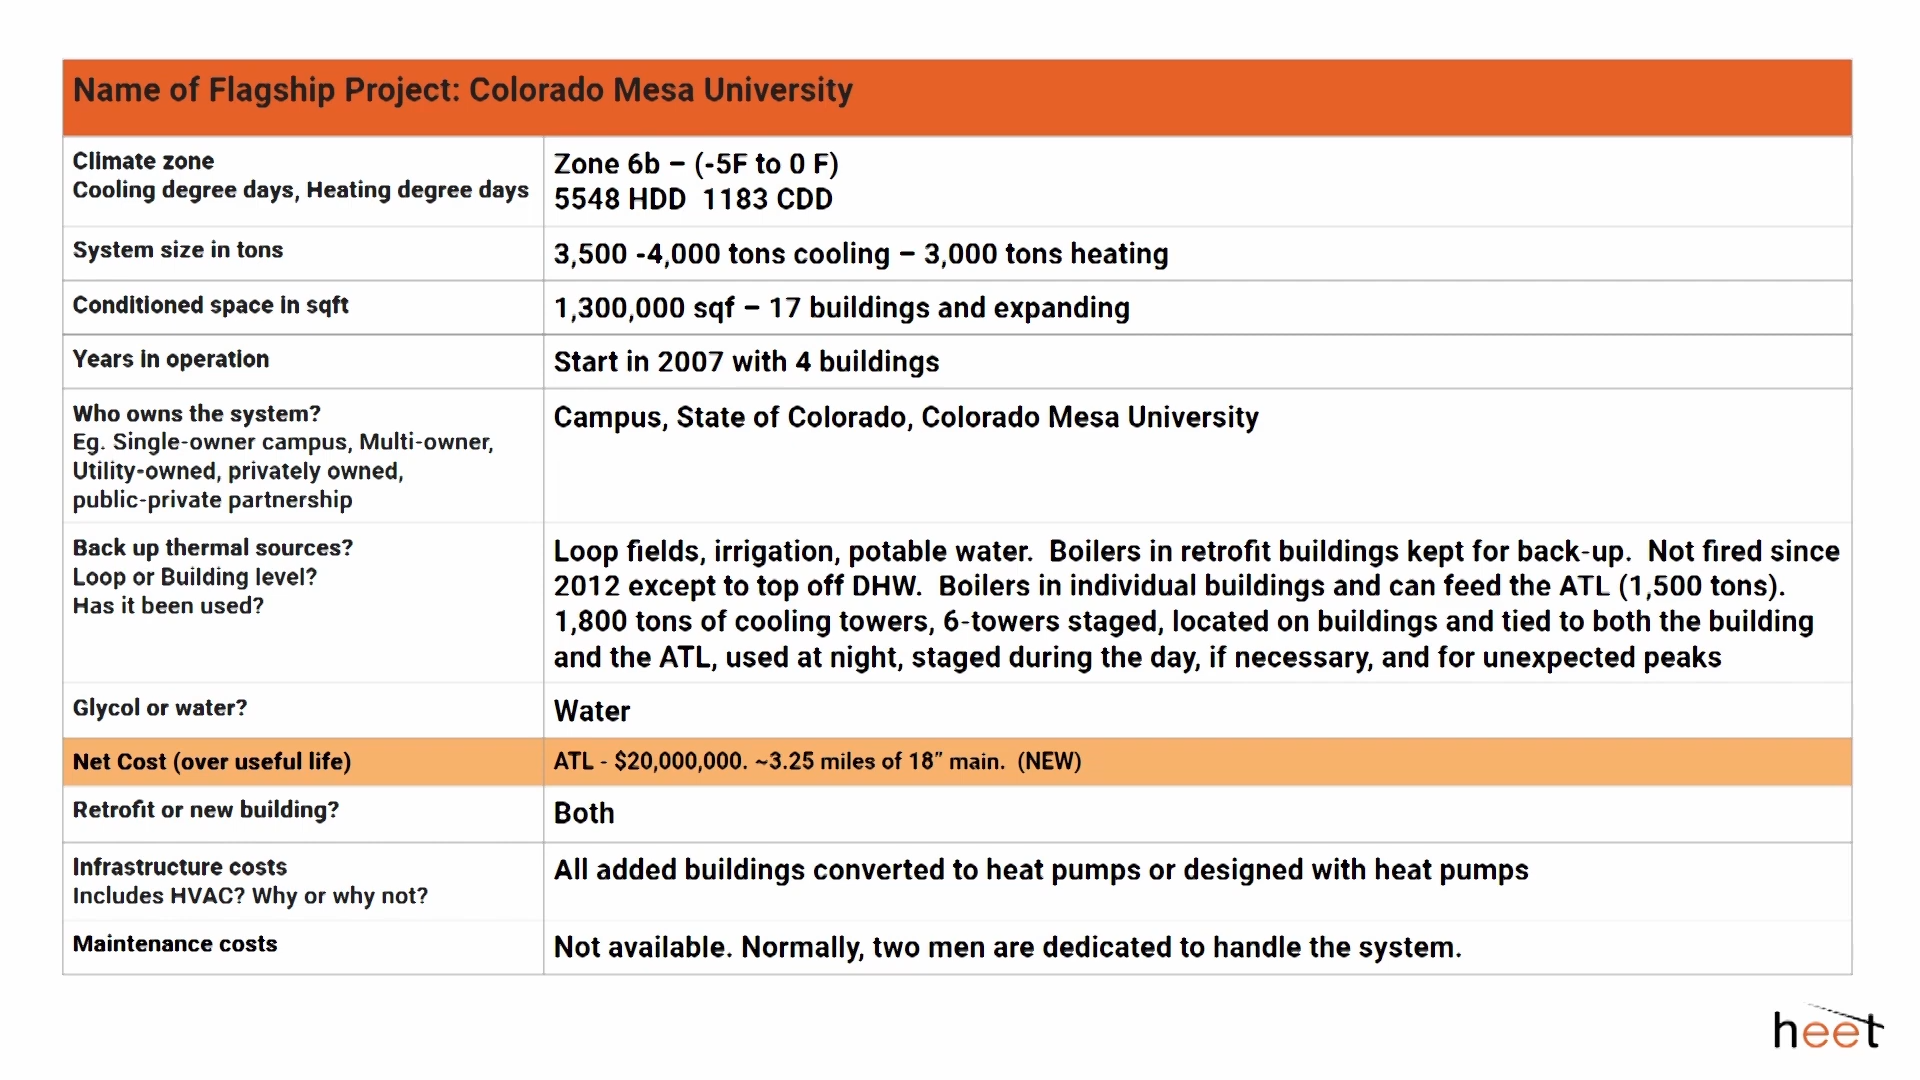 Name of Flagship Project: Colorado Mesa University
Climate zone
Cooling degree days, Heating degree days
Zone 6b – (-5F to 0 F)
5548 HDD 1183 CDD
System size in tons
3,500 -4,000 tons cooling – 3,000 tons heating
Conditioned space in sqft
1,300,000 sqf – 17 buildings and expanding
Years in operation
Start in 2007 with 4 buildings
Who owns the system?
Eg. Single-owner campus, Multi-owner,
Utility-owned, privately owned,
public-private partnership
Campus, State of Colorado, Colorado Mesa University
Back up thermal sources?
Loop or Building level?
Has it been used?
Loop fields, irrigation, potable water. Boilers in retrofit buildings kept for back-up. Not fired since
2012 except to top off DHW. Boilers in individual buildings and can feed the ATL (1,500 tons).
1,800 tons of cooling towers, 6-towers staged, located on buildings and tied to both the building
and the ATL, used at night, staged during the day, if necessary, and for unexpected peaks
Glycol or water?
Water
Net Cost (over useful life)
ATL - $20,000,000. ~3.25 miles of 18” main. (NEW)
Retrofit or new building?
Both
Infrastructure costs
Includes HVAC? Why or why not?
All added buildings converted to heat pumps or designed with heat pumps
Maintenance costs
Not available. Normally, two men are dedicated to handle the system.
heet